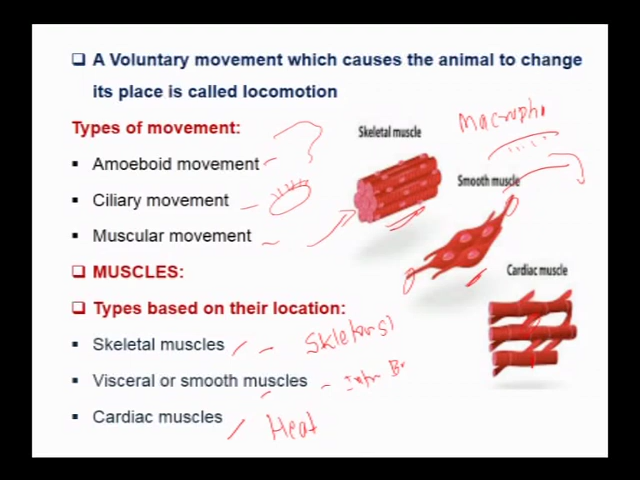 ❑ A Voluntary movement which causes the animal to change
its place is called locomotion
Types of movement:
▪ Amoeboid movement
▪ Ciliary movement
▪ Muscular movement
❑ MUSCLES:
❑ Types based on their location:
▪ Skeletal muscles
▪ Visceral or smooth muscles
▪ Cardiac muscles
Skeletal muscle
Macropha
Smooth muscle
Cardiac muscle
Heat